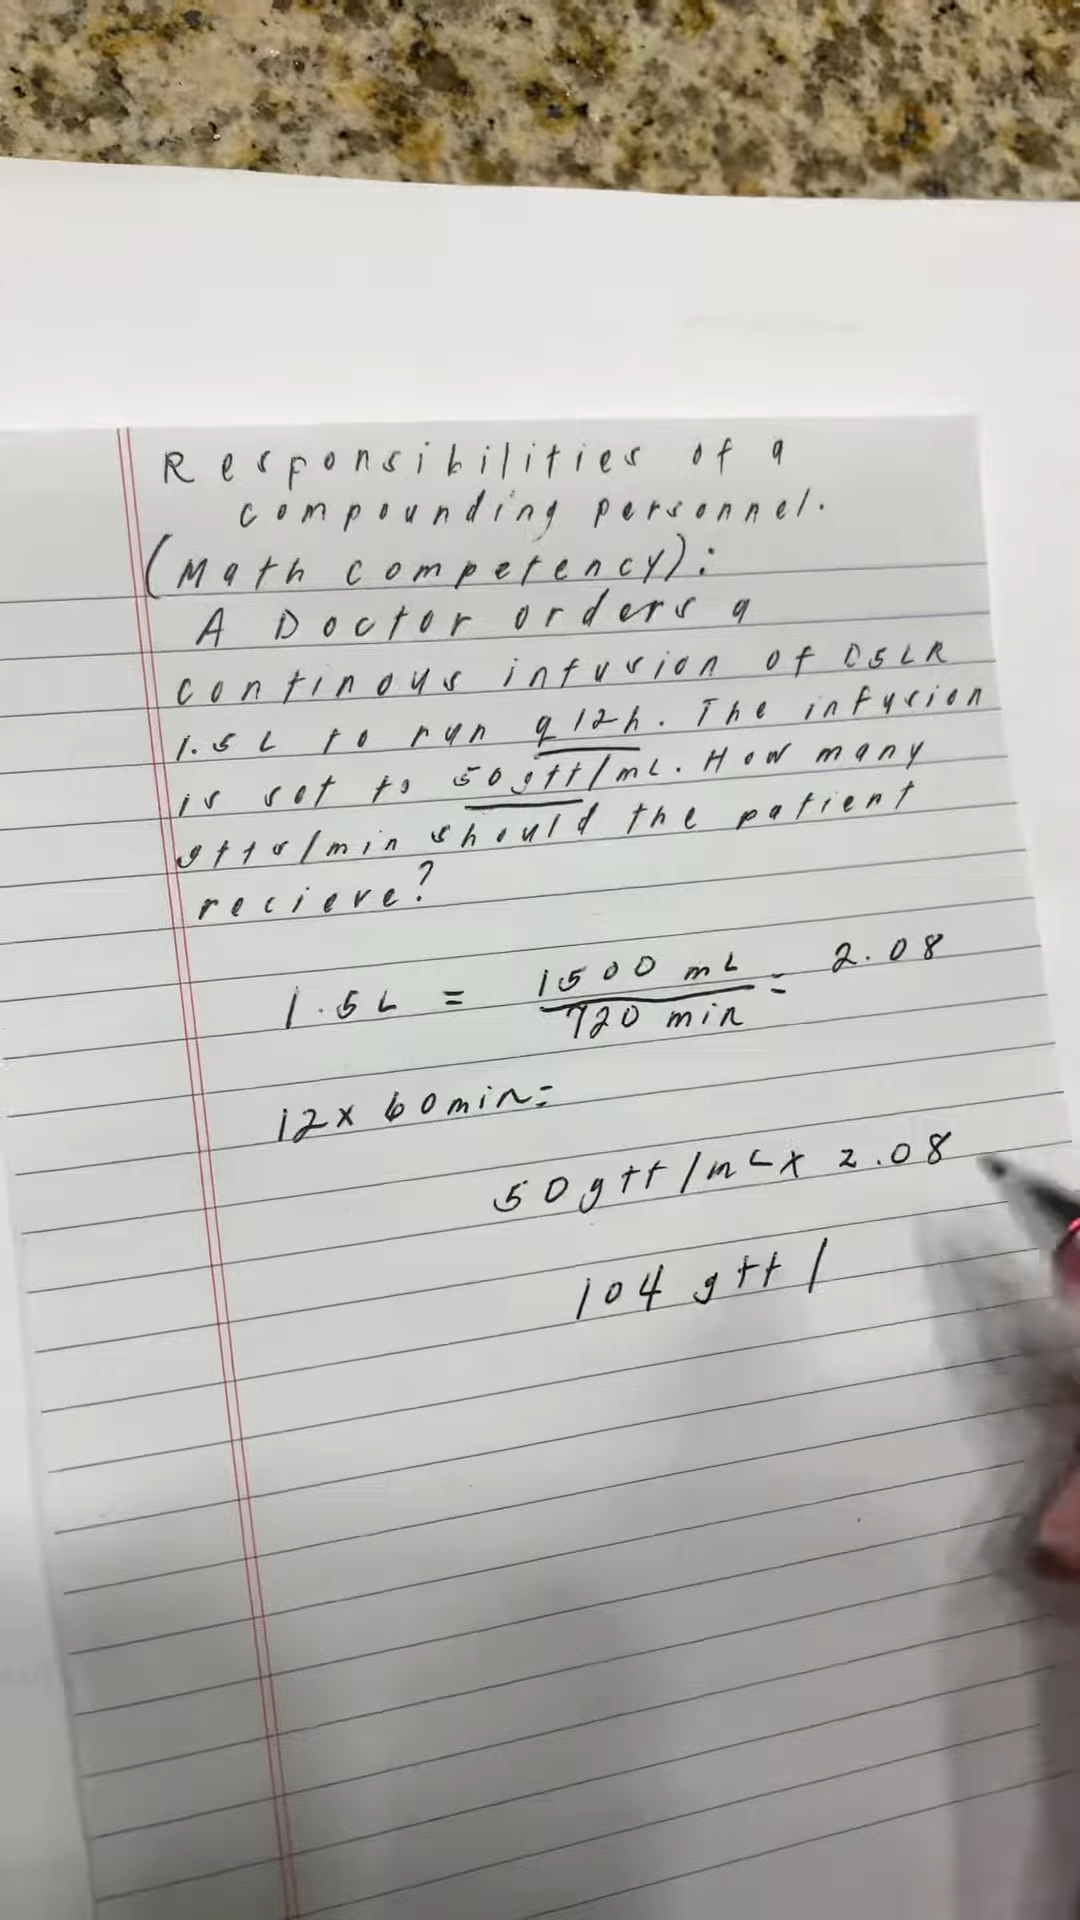 Responsibilities of a
compounding personnel.
(Math competency):
A Doctor orders a
continous infusion of D5LR
1.5 L to run q12h. The infusion
is set to 50gtt/mL. How many
gtts/min should the patient
recieve?
1.5L = 1500 mL / 720 min = 2.08
12x 60min=
50gtt/mL x 2.08
104 gtt/